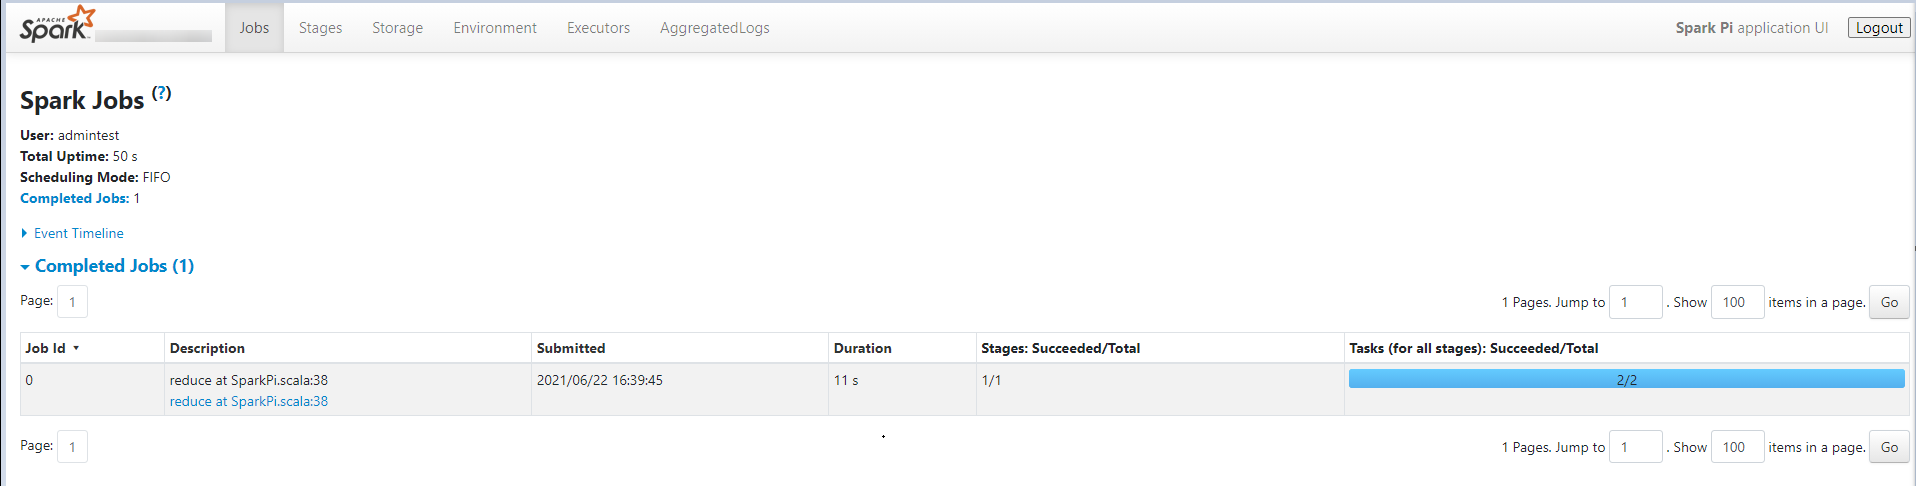 APACHE
Spark
Jobs Stages Storage Environment Executors AggregatedLogs Spark Pi application UI Logout
Spark Jobs (?)
User: admintest
Total Uptime: 50 s
Scheduling Mode: FIFO
Completed Jobs: 1
Event Timeline
Completed Jobs (1)
Page: 1 1 Pages. Jump to 1 . Show 100 items in a page. Go
Job Id Description Submitted Duration Stages: Succeeded/Total Tasks (for all stages): Succeeded/Total
0 reduce at SparkPi.scala:38 2021/06/22 16:39:45 11 s 1/1 2/2
reduce at SparkPi.scala:38
Page: 1 1 Pages. Jump to 1 . Show 100 items in a page. Go